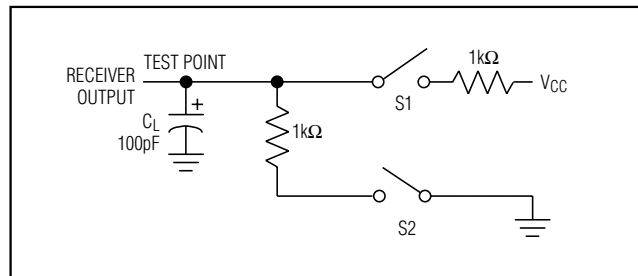 TEST POINT
RECEIVER
OUTPUT
1kΩ
VCC
S1
+
CL
100pF
1kΩ
S2